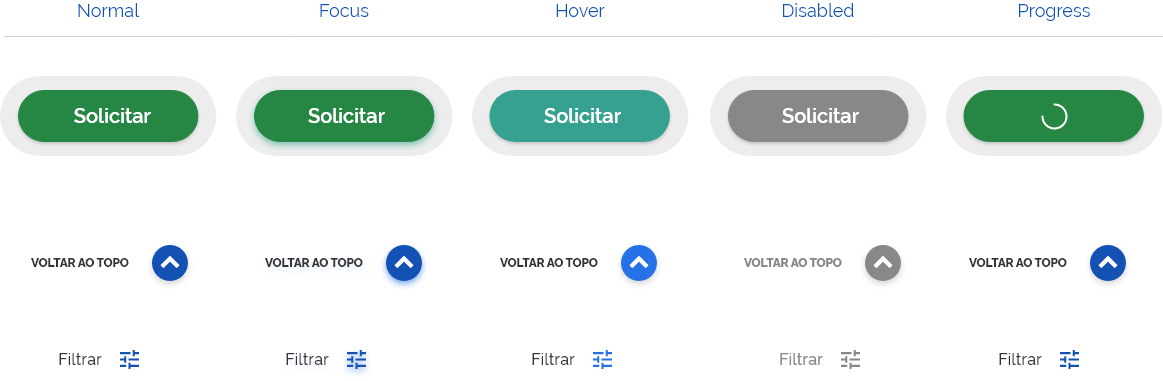 Normal Focus Hover Disabled Progress
Solicitar Solicitar Solicitar Solicitar
VOLTAR AO TOPO VOLTAR AO TOPO VOLTAR AO TOPO VOLTAR AO TOPO VOLTAR AO TOPO
Filtrar Filtrar Filtrar Filtrar Filtrar